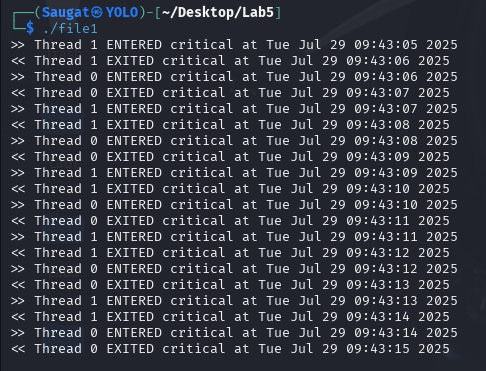 ┌──(Saugat㉿YOLO)-[~/Desktop/Lab5]
└─$ ./file1
>> Thread 1 ENTERED critical at Tue Jul 29 09:43:05 2025
<< Thread 1 EXITED critical at Tue Jul 29 09:43:06 2025
>> Thread 0 ENTERED critical at Tue Jul 29 09:43:06 2025
<< Thread 0 EXITED critical at Tue Jul 29 09:43:07 2025
>> Thread 1 ENTERED critical at Tue Jul 29 09:43:07 2025
<< Thread 1 EXITED critical at Tue Jul 29 09:43:08 2025
>> Thread 0 ENTERED critical at Tue Jul 29 09:43:08 2025
<< Thread 0 EXITED critical at Tue Jul 29 09:43:09 2025
>> Thread 1 ENTERED critical at Tue Jul 29 09:43:09 2025
<< Thread 1 EXITED critical at Tue Jul 29 09:43:10 2025
>> Thread 0 ENTERED critical at Tue Jul 29 09:43:10 2025
<< Thread 0 EXITED critical at Tue Jul 29 09:43:11 2025
>> Thread 1 ENTERED critical at Tue Jul 29 09:43:11 2025
<< Thread 1 EXITED critical at Tue Jul 29 09:43:12 2025
>> Thread 0 ENTERED critical at Tue Jul 29 09:43:12 2025
<< Thread 0 EXITED critical at Tue Jul 29 09:43:13 2025
>> Thread 1 ENTERED critical at Tue Jul 29 09:43:13 2025
<< Thread 1 EXITED critical at Tue Jul 29 09:43:14 2025
>> Thread 0 ENTERED critical at Tue Jul 29 09:43:14 2025
<< Thread 0 EXITED critical at Tue Jul 29 09:43:15 2025